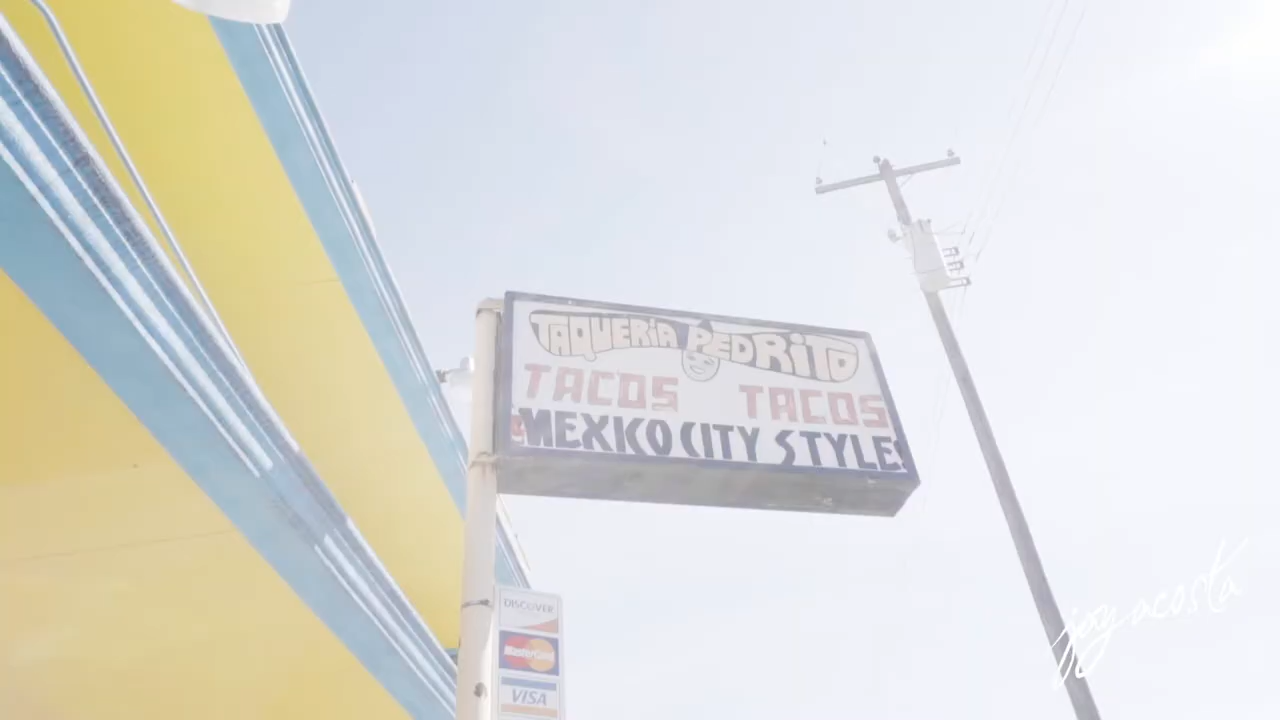 TAQUERiA PEDRiTO
TACOS TACOS
MEXICO CITY STYLE
DISCOVER
MasterCard
VISA
joy acosta